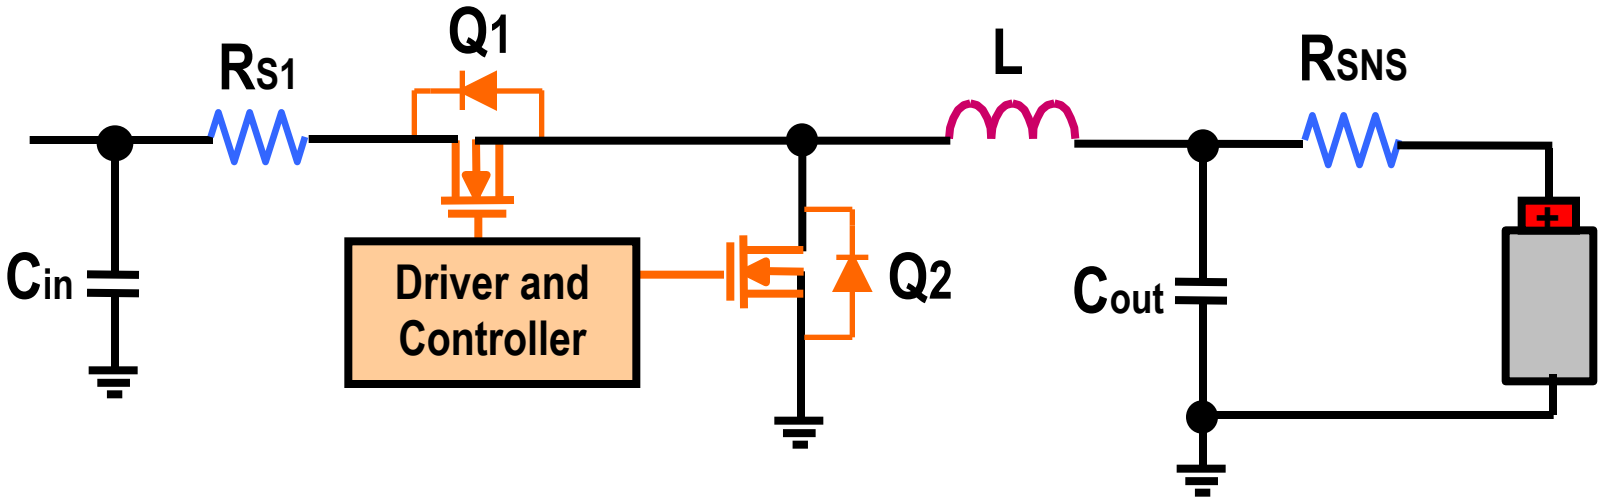 Q1
RS1
L
RSNS
Cin
Driver and
Controller
Q2
Cout
+